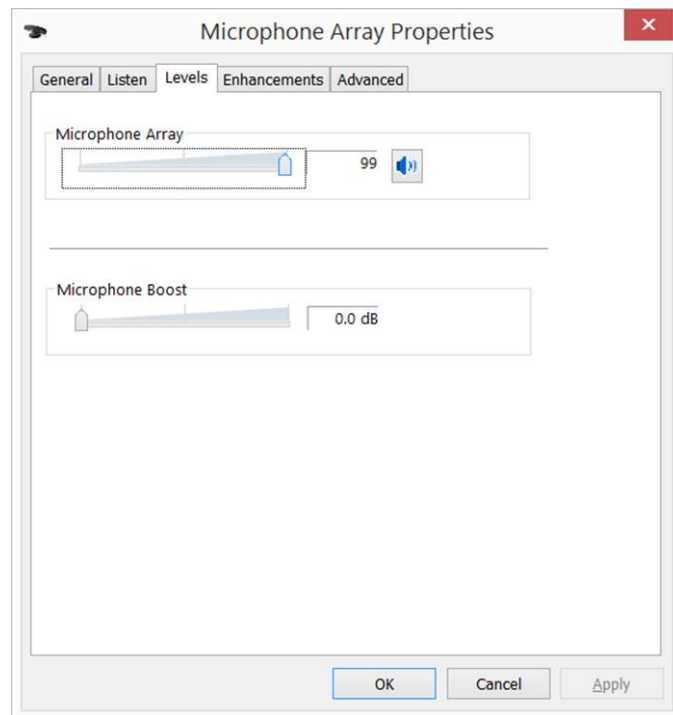 Microphone Array Properties
General Listen Levels Enhancements Advanced
Microphone Array
99
Microphone Boost
0.0 dB
OK Cancel Apply